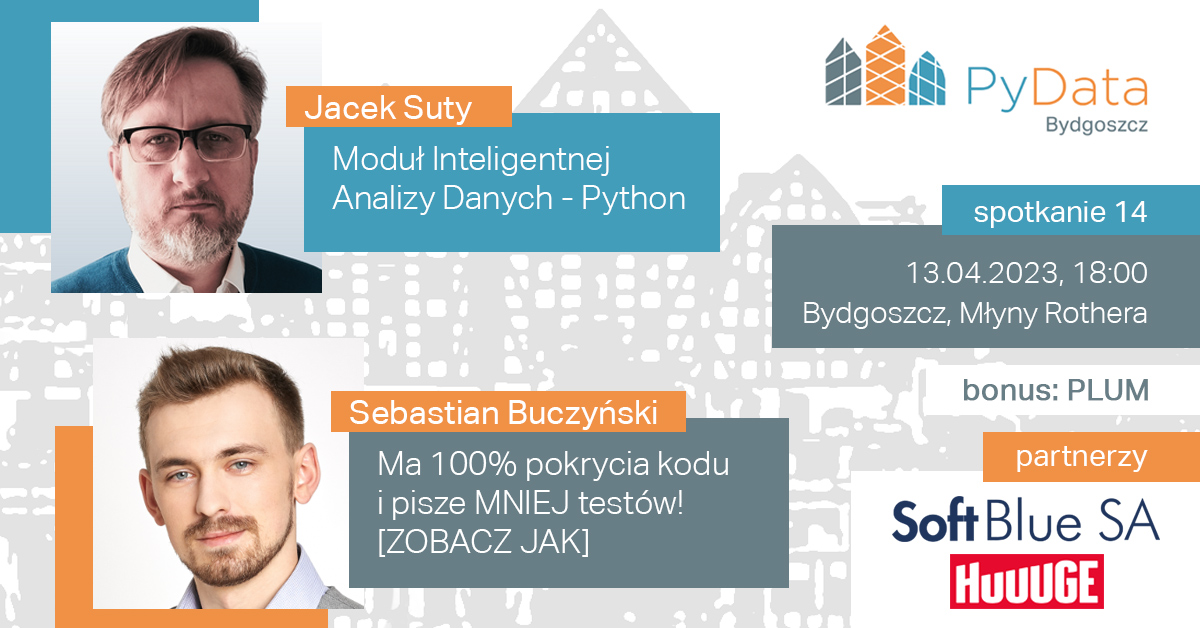 Jacek Suty
Moduł Inteligentnej
Analizy Danych - Python
Sebastian Buczyński
Ma 100% pokrycia kodu
i pisze MNIEJ testów!
[ZOBACZ JAK]
PyData
Bydgoszcz
spotkanie 14
13.04.2023, 18:00
Bydgoszcz, Młyny Rothera
bonus: PLUM
partnerzy
SoftBlue SA
HUUUGE